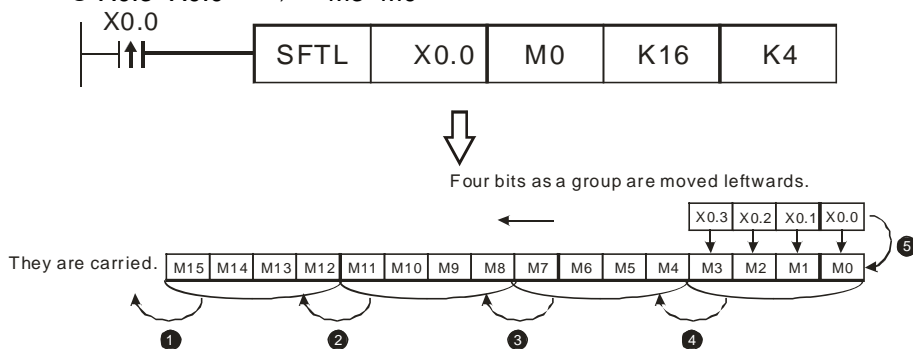 X0.0
SFTL X0.0 M0 K16 K4
Four bits as a group are moved leftwards.
X0.3 X0.2 X0.1 X0.0
5
They are carried. M15 M14 M13 M12 M11 M10 M9 M8 M7 M6 M5 M4 M3 M2 M1 M0
1 2 3 4